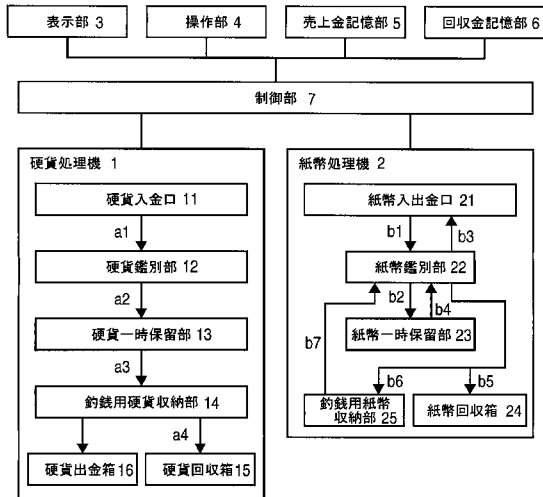 表示部 3
操作部 4
売上金記憶部 5
回収金記憶部 6
制御部 7
硬貨処理機 1
硬貨入金口 11
a1
硬貨鑑別部 12
a2
硬貨一時保留部 13
a3
釣銭用硬貨収納部 14
a4
硬貨出金箱 16
硬貨回収箱 15
紙幣処理機 2
紙幣入出金口 21
b1
b3
紙幣鑑別部 22
b2
b4
b7
紙幣一時保留部 23
b6
b5
釣銭用紙幣
収納部 25
紙幣回収箱 24